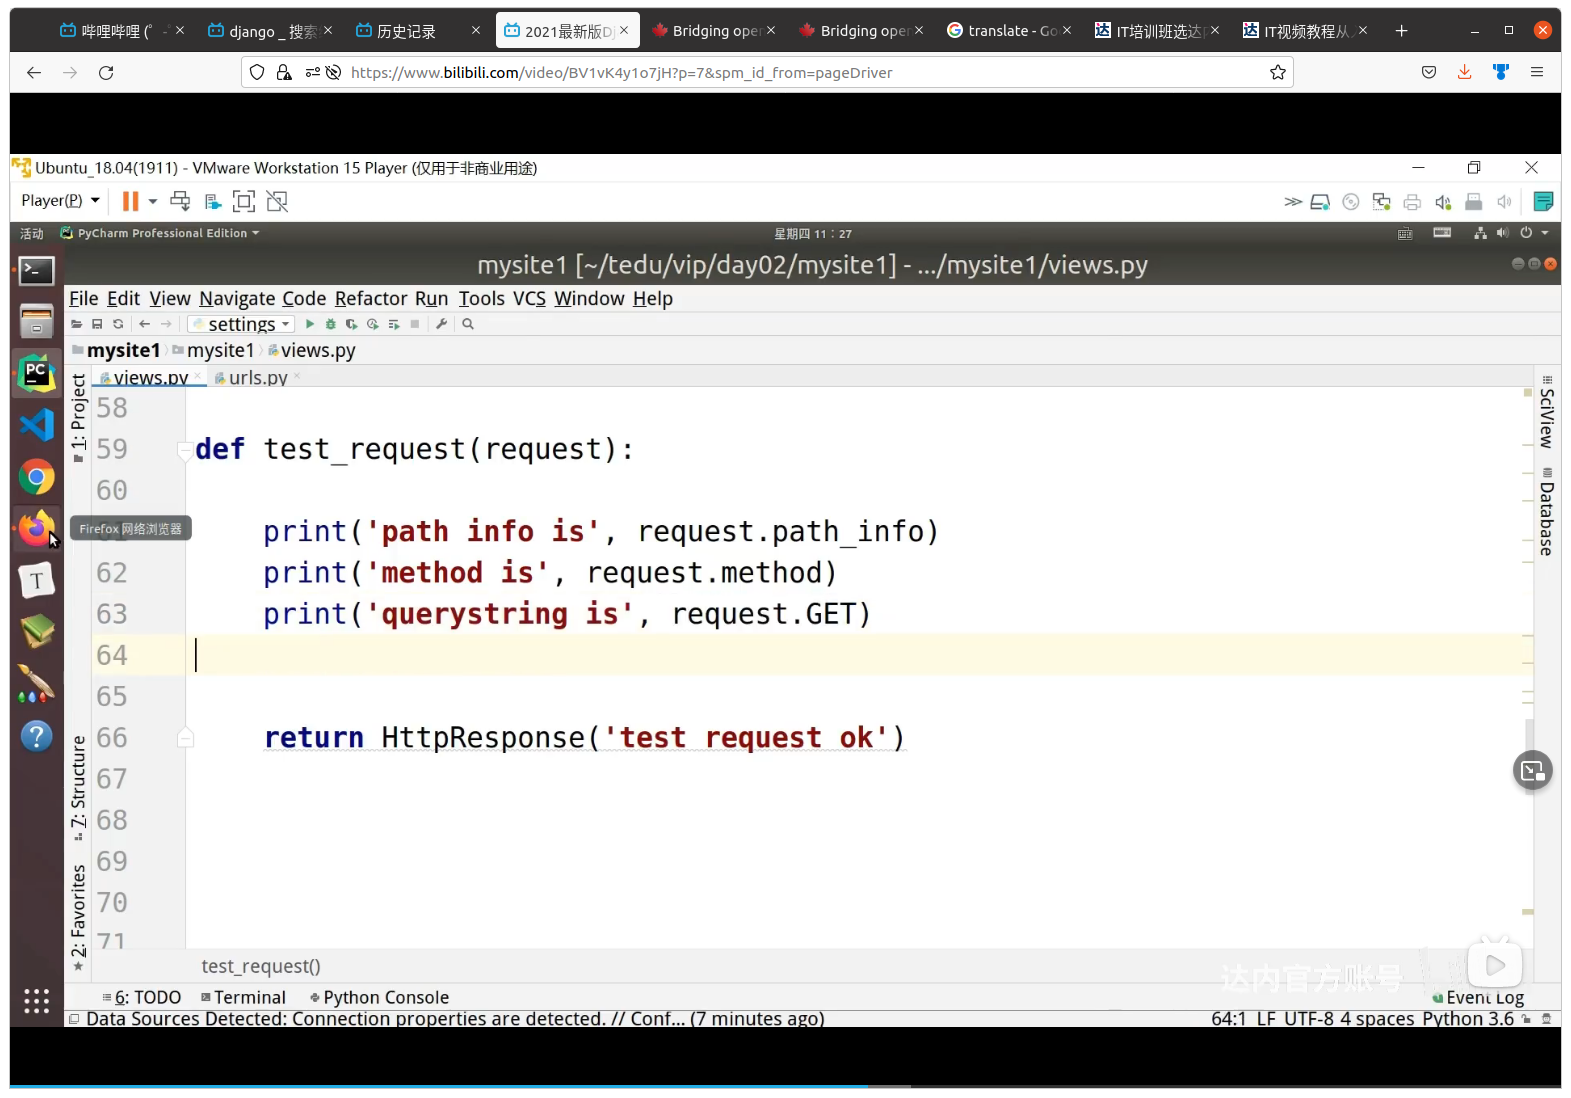 哔哩哔哩 (゜-
django _ 搜索
历史记录
2021最新版Dj
Bridging oper
Bridging oper
translate - Go
IT培训班选达
IT视频教程从
https://www.bilibili.com/video/BV1vK4y1o7jH?p=7&spm_id_from=pageDriver
Ubuntu_18.04(1911) - VMware Workstation 15 Player (仅用于非商业用途)
Player(P)
活动 PyCharm Professional Edition 星期四 11：27
mysite1 [~/tedu/vip/day02/mysite1] - .../mysite1/views.py
File Edit View Navigate Code Refactor Run Tools VCS Window Help
settings
mysite1 mysite1 views.py
views.py urls.py
1: Project
7: Structure
2: Favorites
SciView
Database
58
59 def test_request(request):
60
61 print('path info is', request.path_info)
Firefox 网络浏览器
62 print('method is', request.method)
63 print('querystring is', request.GET)
64
65
66 return HttpResponse('test request ok')
67
68
69
70
71
test_request()
达内官方账号
6: TODO Terminal Python Console Event Log
Data Sources Detected: Connection properties are detected. // Conf... (7 minutes ago) 64:1 LF UTF-8 4 spaces Python 3.6